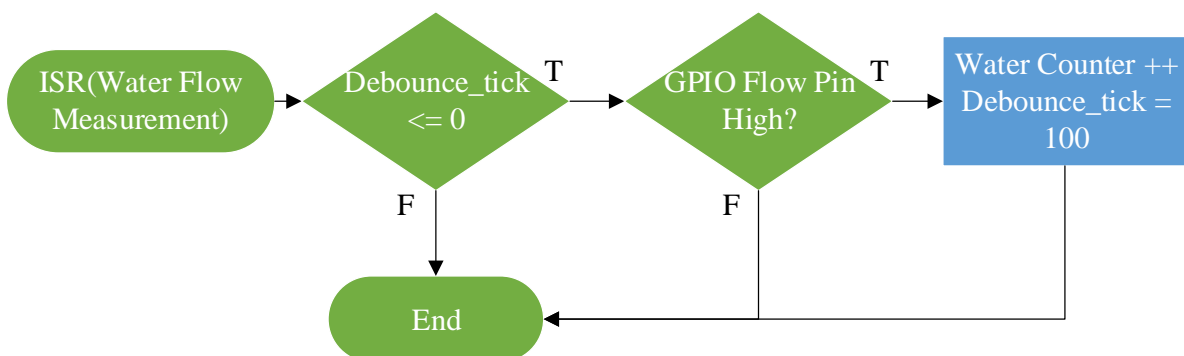 ISR(Water Flow
Measurement)
Debounce_tick
<= 0
T
F
GPIO Flow Pin
High?
T
F
Water Counter ++
Debounce_tick =
100
End